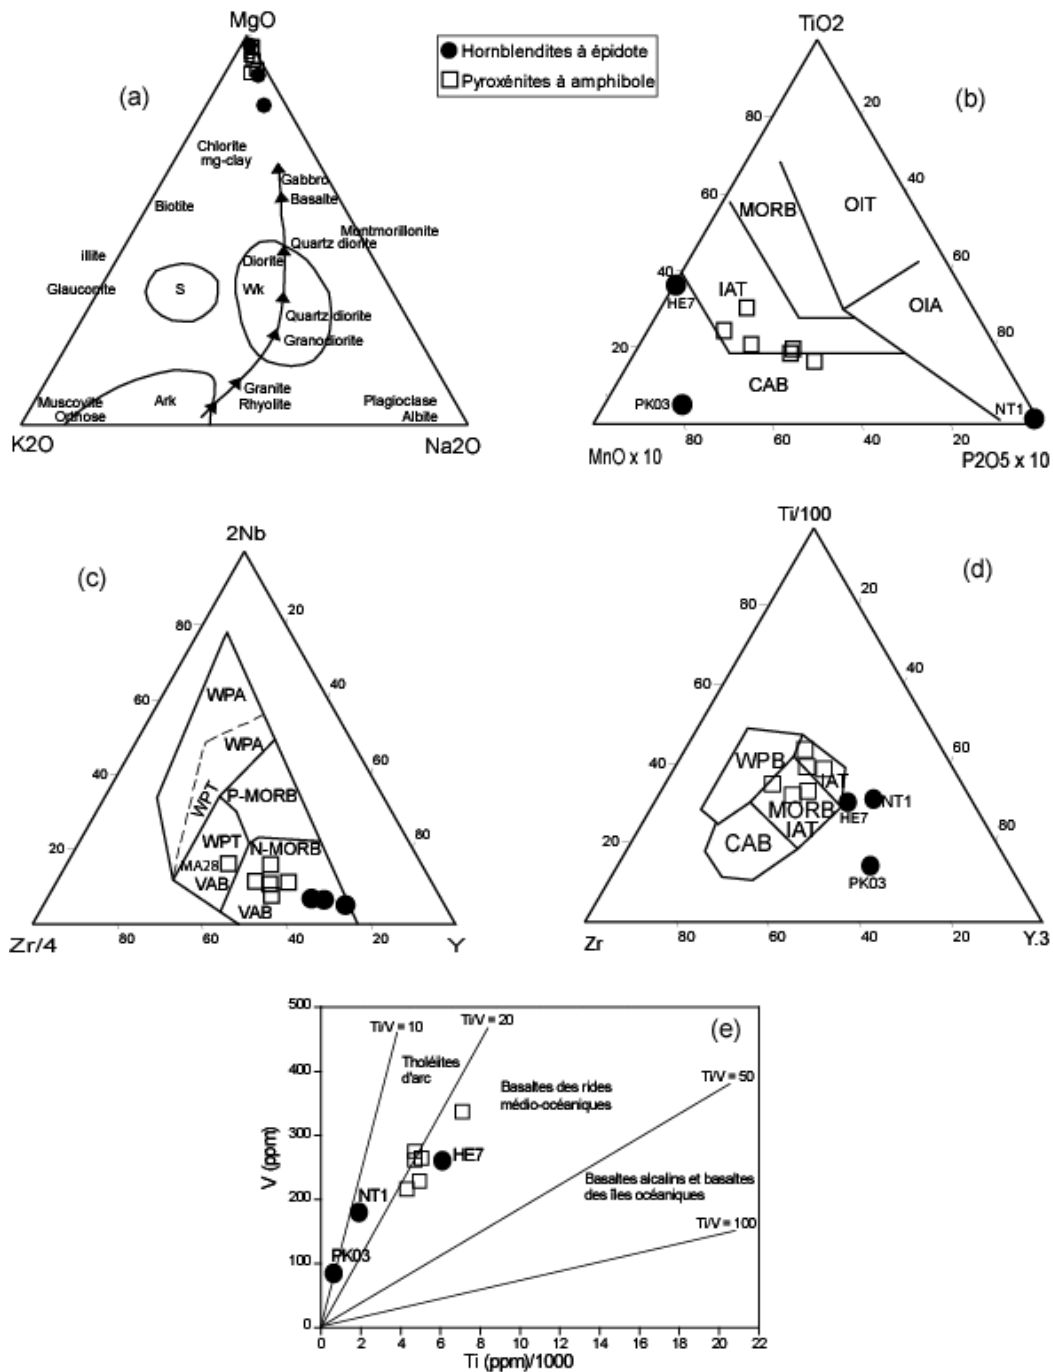 MgO
(a)
Chlorite
mg-clay
Gabbro
Basalte
Biotite
Montmorillonite
Quartz diorite
illite
Diorite
Glaucomite
S
Wk
Quartz diorite
Granodiorite
Muscovite
Orthose
Ark
Granite
Rhyolite
Plagioclase
Albite
K2O
Na2O
Hornblendites à épidote
Pyroxénites à amphibole
TiO2
(b)
20
80
40
60
MORB
OIT
60
40
HE7
IAT
OIA
80
20
CAB
PK03
NT1
80
60
40
20
MnO x 10
P2O5 x 10
2Nb
(c)
20
80
WPA
40
60
WPA
40
WPT
P-MORB
80
20
WPT
N-MORB
MA28
VAB
VAB
80
60
40
20
Zr/4
Y
Ti/100
(d)
20
80
40
60
60
40
WPB
IAT
MORB
NT1
HE7
IAT
80
20
CAB
PK03
80
60
40
20
Zr
Y.3
(e)
500
400
300
200
100
0
V (ppm)
Ti/V = 10
Ti/V = 20
Tholéiites
d'arc
Basaltes des rides
médio-océaniques
Ti/V = 50
HE7
NT1
Basaltes alcalins et basaltes
des îles océaniques
Ti/V = 100
PK03
0 2 4 6 8 10 12 14 16 18 20 22
Ti (ppm)/1000